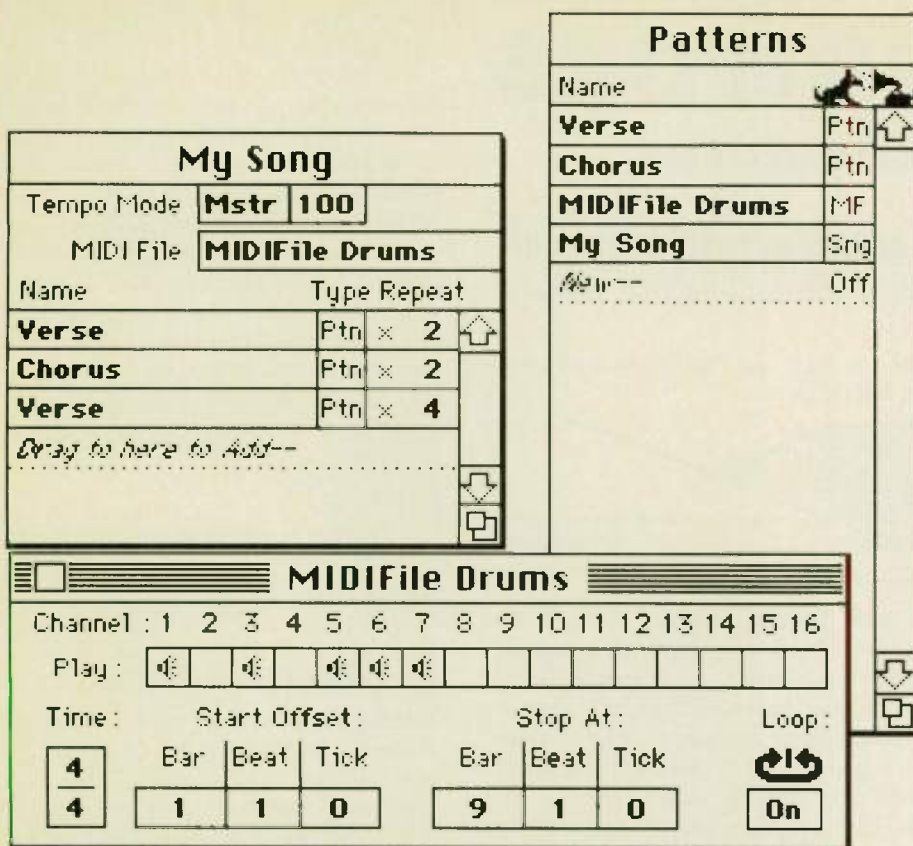 Patterns
Name
Verse Ptn
Chorus Ptn
MIDIFile Drums MF
My Song Sng
New-- Off
My Song
Tempo Mode Mstr 100
MIDI File MIDIFile Drums
Name Type Repeat
Verse Ptn × 2
Chorus Ptn × 2
Verse Ptn × 4
Drag to here to Add--
MIDIFile Drums
Channel : 1 2 3 4 5 6 7 8 9 10 11 12 13 14 15 16
Play :
Time : Start Offset : Stop At : Loop :
Bar Beat Tick Bar Beat Tick
4 4 1 1 0 9 1 0 On